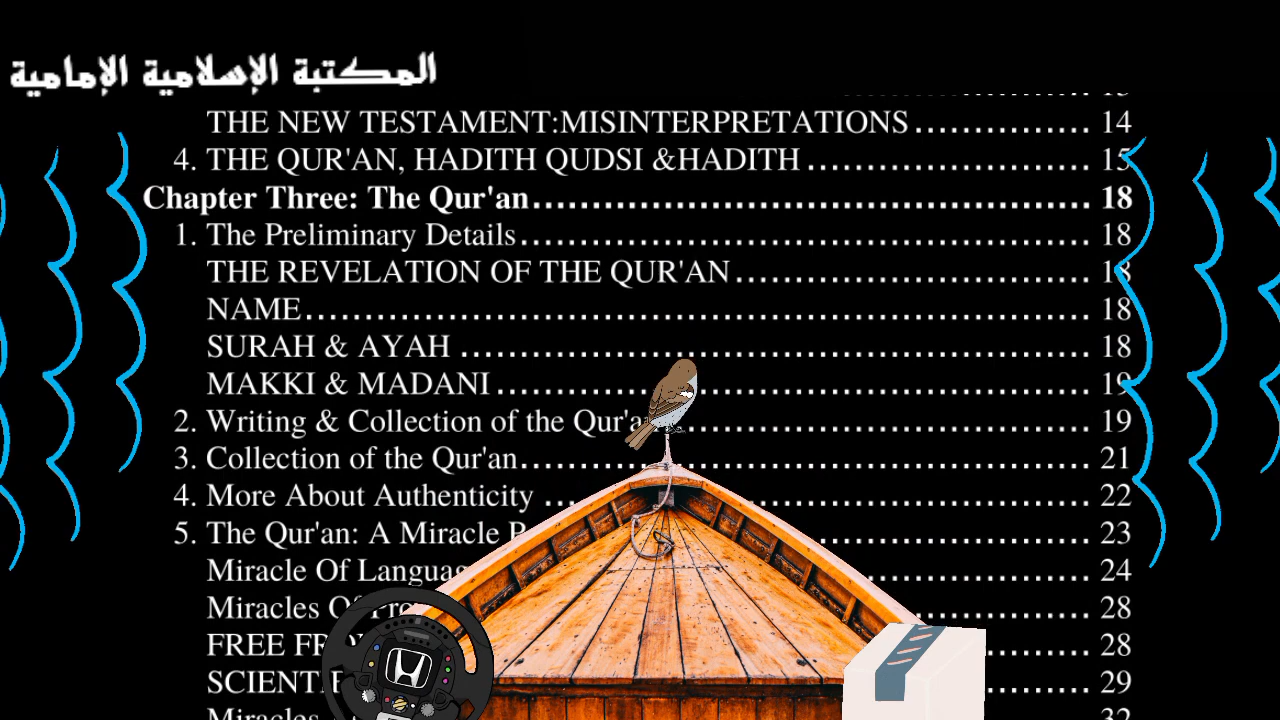 المكتبة الإسلامية الإمامية
THE NEW TESTAMENT:MISINTERPRETATIONS ................ 14
4. THE QUR'AN, HADITH QUDSI &HADITH ......................... 15
Chapter Three: The Qur'an .................................................. 18
1. The Preliminary Details .................................................. 18
THE REVELATION OF THE QUR'AN ............................... 18
NAME .................................................. 18
SURAH & AYAH .................................................. 18
MAKKI & MADANI .................................................. 19
2. Writing & Collection of the .................................................. 19
3. Collection of the Qur'an .................................................. 21
4. More About Authenticity .................................................. 22
5. The Qur'an: A Miracle .................................................. 23
Miracle Of .................................................. 24
Miracles .................................................. 28
FREE .................................................. 28
.................................................. 29
Miracles .................................................. 32